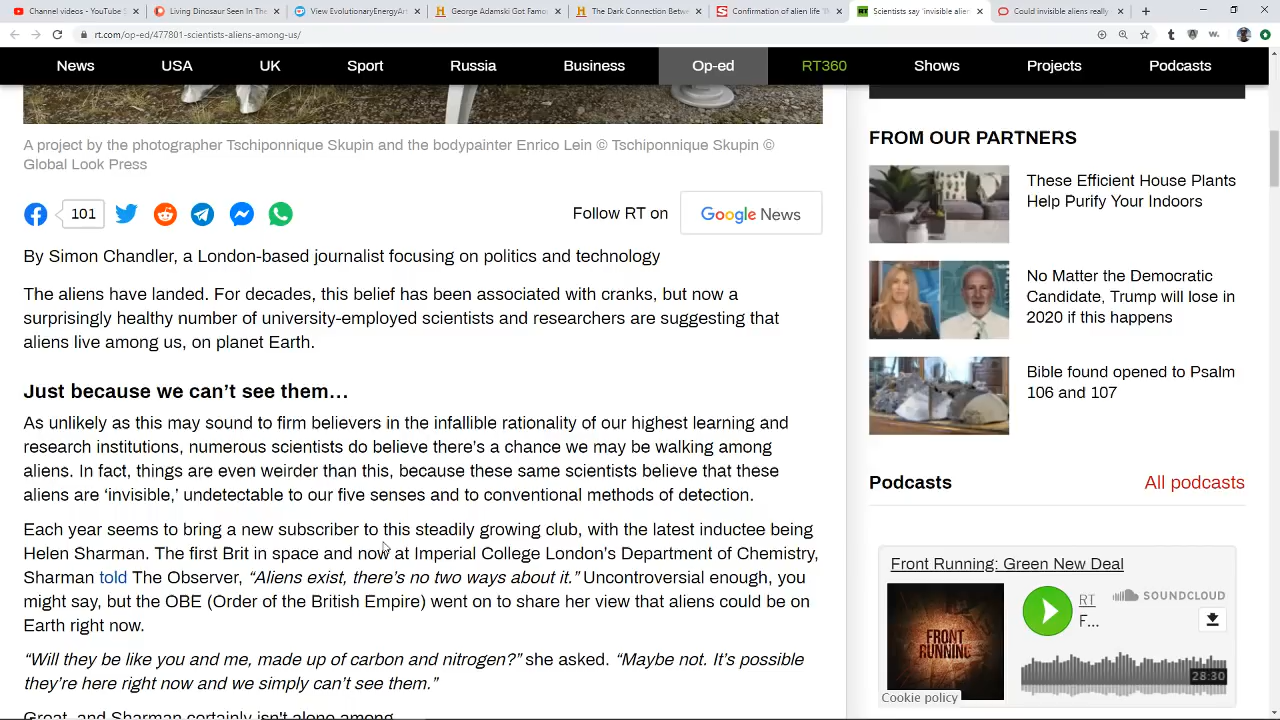 Channel videos - YouTube
Living Dinosaur Seen In The
View EvolutionaryEnergyArt
George Adamski Got Famou
The Dark Connection Betwe
Confirmation of alien life 'Th
Scientists say 'invisible alien
Could invisible aliens really
rt.com/op-ed/477801-scientists-aliens-among-us/
News USA UK Sport Russia Business Op-ed RT360 Shows Projects Podcasts
A project by the photographer Tschiponnique Skupin and the bodypainter Enrico Lein © Tschiponnique Skupin ©
Global Look Press
101
Follow RT on
Google News
By Simon Chandler, a London-based journalist focusing on politics and technology
The aliens have landed. For decades, this belief has been associated with cranks, but now a
surprisingly healthy number of university-employed scientists and researchers are suggesting that
aliens live among us, on planet Earth.
Just because we can’t see them…
As unlikely as this may sound to firm believers in the infallible rationality of our highest learning and
research institutions, numerous scientists do believe there’s a chance we may be walking among
aliens. In fact, things are even weirder than this, because these same scientists believe that these
aliens are ‘invisible,’ undetectable to our five senses and to conventional methods of detection.
Each year seems to bring a new subscriber to this steadily growing club, with the latest inductee being
Helen Sharman. The first Brit in space and now at Imperial College London’s Department of Chemistry,
Sharman told The Observer, “Aliens exist, there’s no two ways about it.” Uncontroversial enough, you
might say, but the OBE (Order of the British Empire) went on to share her view that aliens could be on
Earth right now.
“Will they be like you and me, made up of carbon and nitrogen?” she asked. “Maybe not. It’s possible
they’re here right now and we simply can’t see them.”
Great, and Sharman certainly isn't alone among
FROM OUR PARTNERS
These Efficient House Plants
Help Purify Your Indoors
No Matter the Democratic
Candidate, Trump will lose in
2020 if this happens
Bible found opened to Psalm
106 and 107
Podcasts
All podcasts
Front Running: Green New Deal
FRONT
RUNNING
RT
F...
SOUNDCLOUD
28:30
Cookie policy